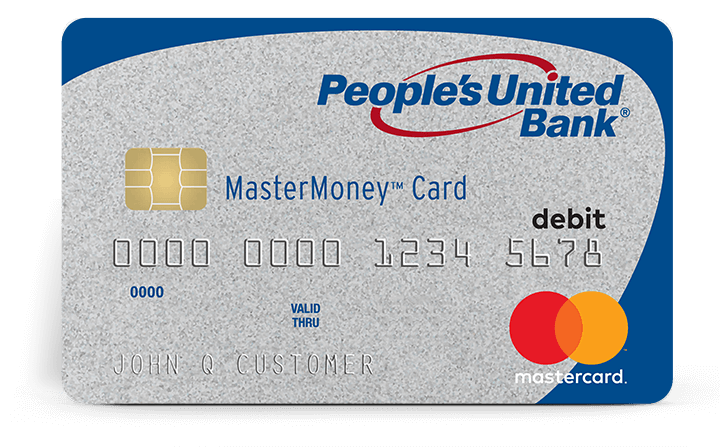 People's United
Bank®
MasterMoney™ Card
debit
0000 0000 1234 5678
0000
VALID
THRU
JOHN Q CUSTOMER
mastercard.